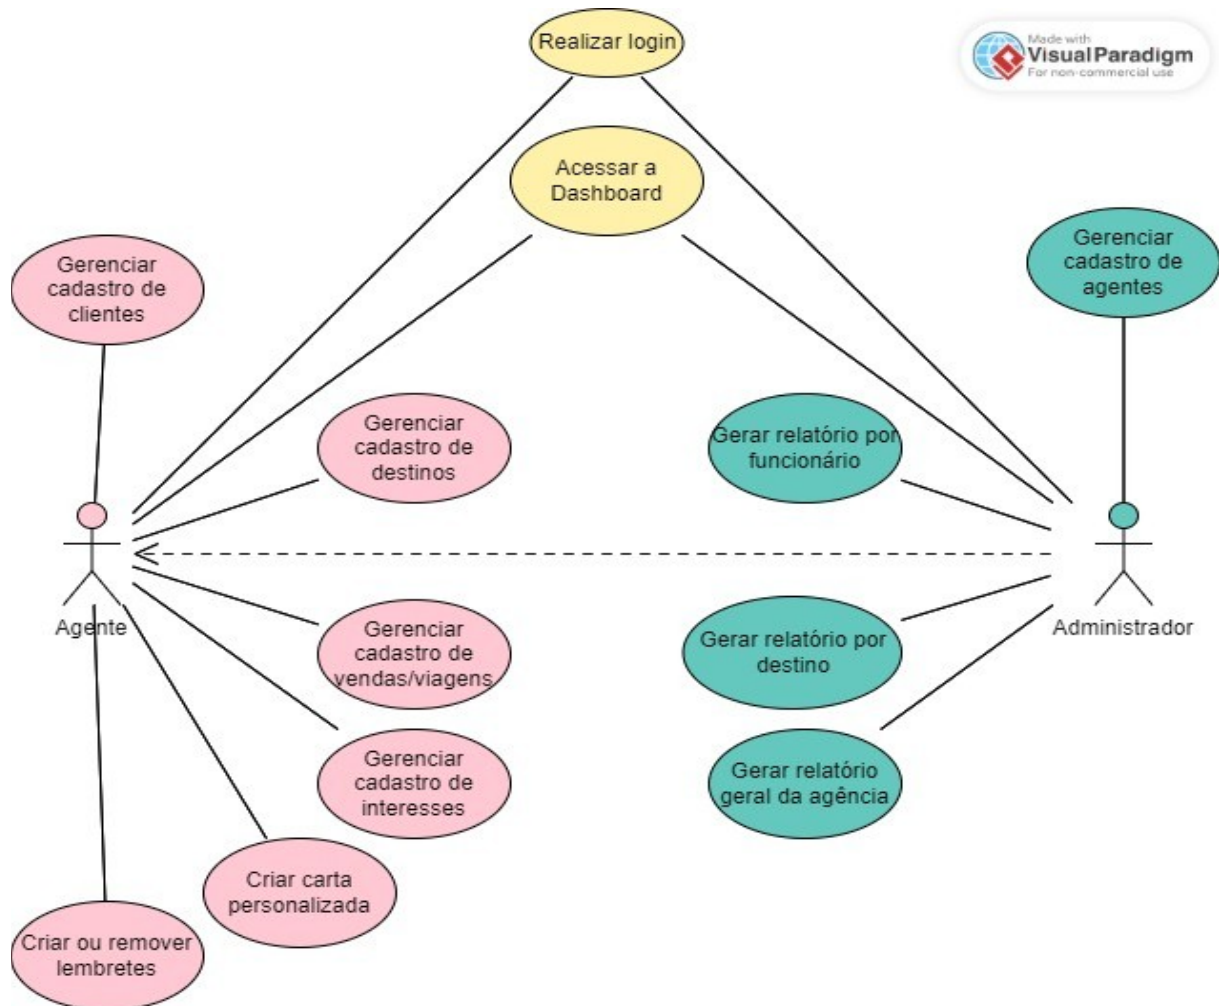 Realizar login
Made with
Visual Paradigm
For non-commercial use
Acessar a
Dashboard
Gerenciar
cadastro de
clientes
Gerenciar
cadastro de
agentes
Gerenciar
cadastro de
destinos
Gerar relatório por
funcionário
Agente
Administrador
Gerenciar
cadastro de
vendas/viagens
Gerar relatório por
destino
Gerenciar
cadastro de
interesses
Gerar relatório
geral da agência
Criar carta
personalizada
Criar ou remover
lembretes